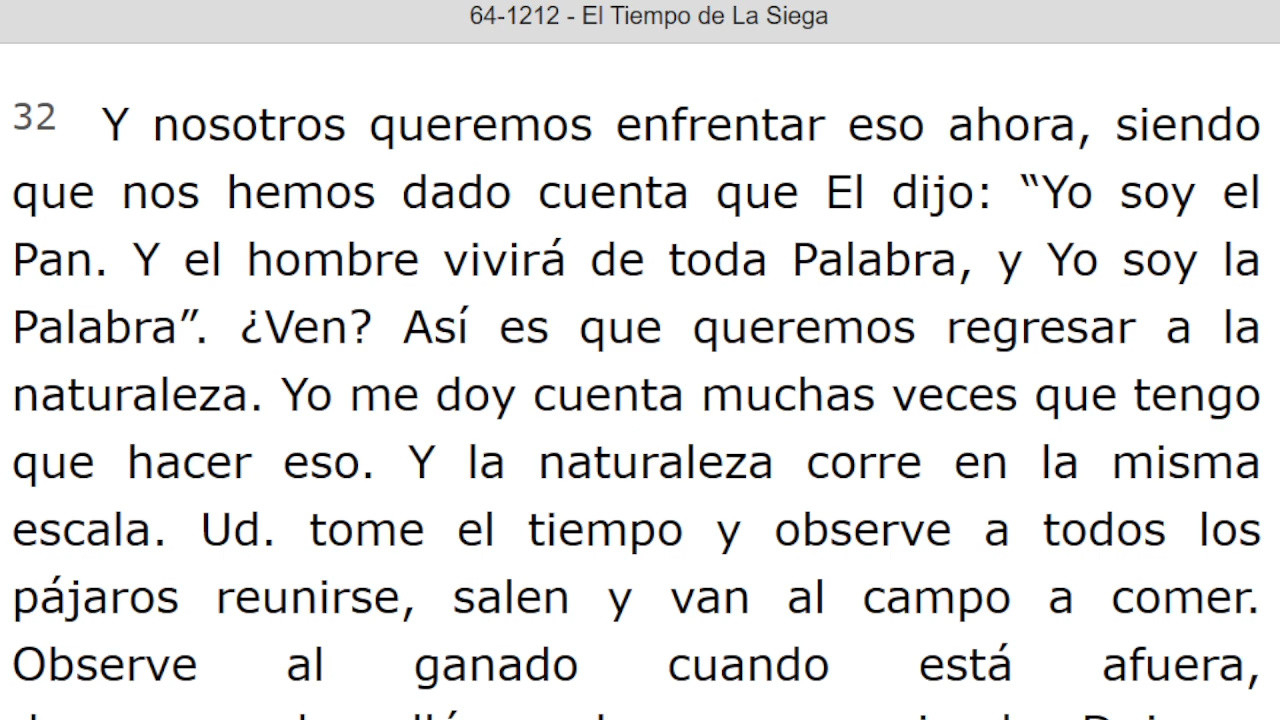 64-1212 - El Tiempo de La Siega
32 Y nosotros queremos enfrentar eso ahora, siendo
que nos hemos dado cuenta que El dijo: “Yo soy el
Pan. Y el hombre vivirá de toda Palabra, y Yo soy la
Palabra”. ¿Ven? Así es que queremos regresar a la
naturaleza. Yo me doy cuenta muchas veces que tengo
que hacer eso. Y la naturaleza corre en la misma
escala. Ud. tome el tiempo y observe a todos los
pájaros reunirse, salen y van al campo a comer.
Observe al ganado cuando está afuera,